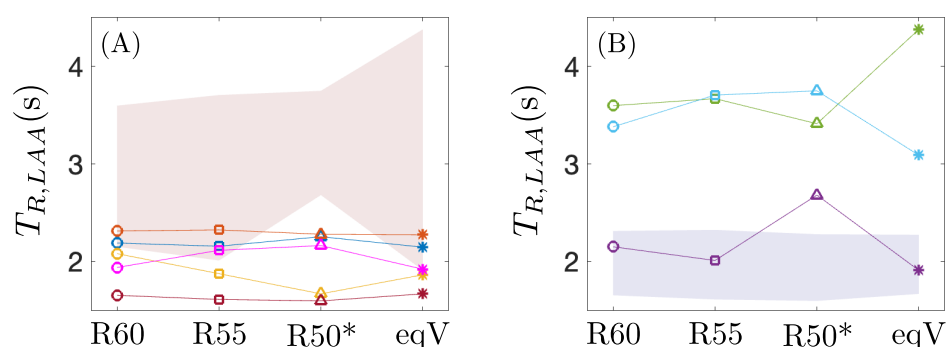 (A)
T_{R,LAA}(s)
4
3
2
R60 R55 R50* eqV
(B)
T_{R,LAA}(s)
4
3
2
R60 R55 R50* eqV